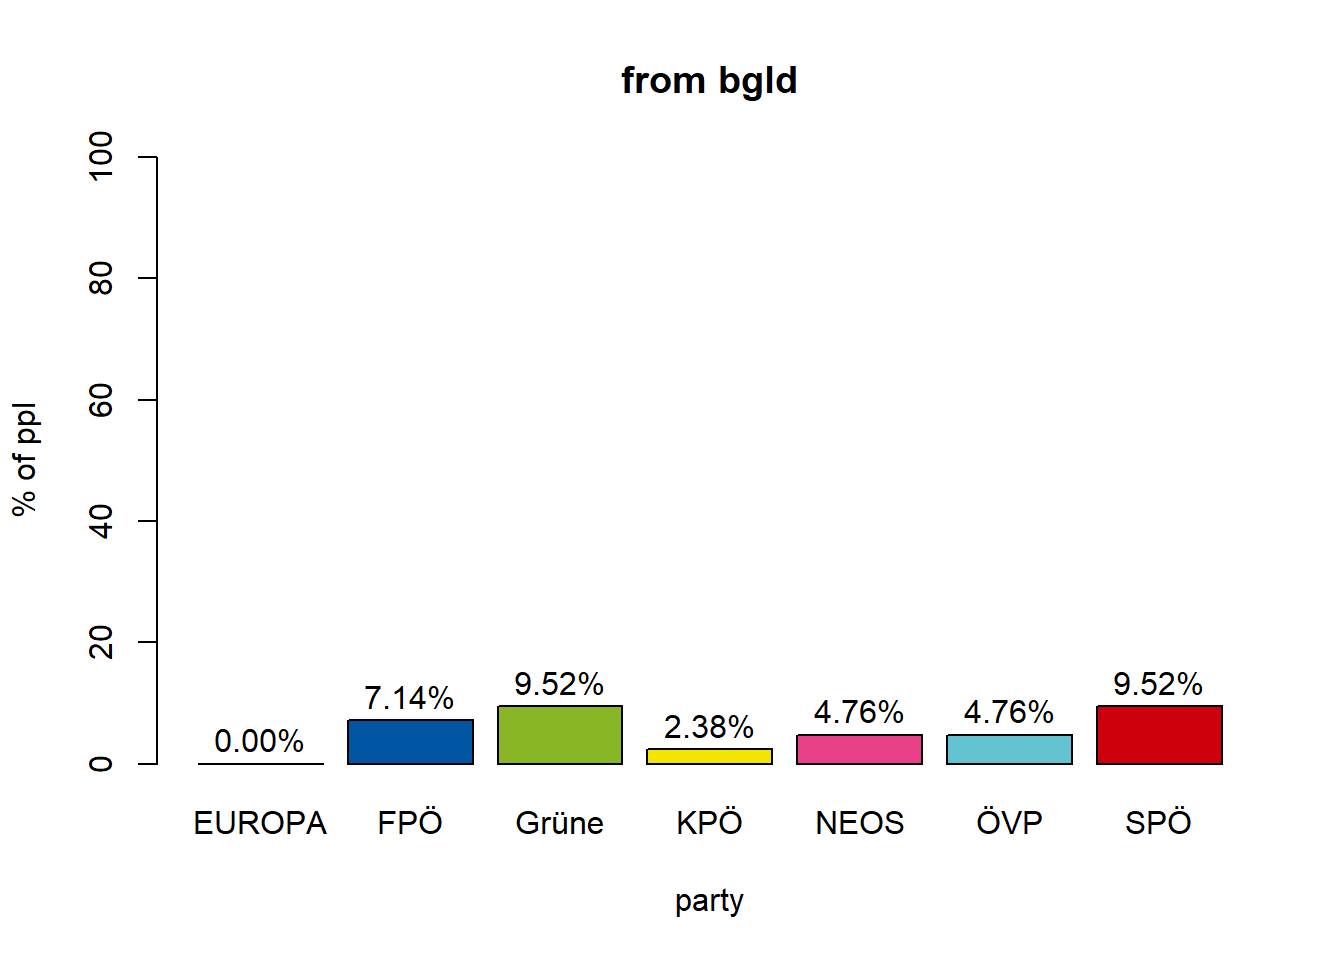 from bgld
% of ppl
100
80
60
40
20
0
0.00% 7.14% 9.52% 2.38% 4.76% 4.76% 9.52%
EUROPA FPÖ Grüne KPÖ NEOS ÖVP SPÖ
party